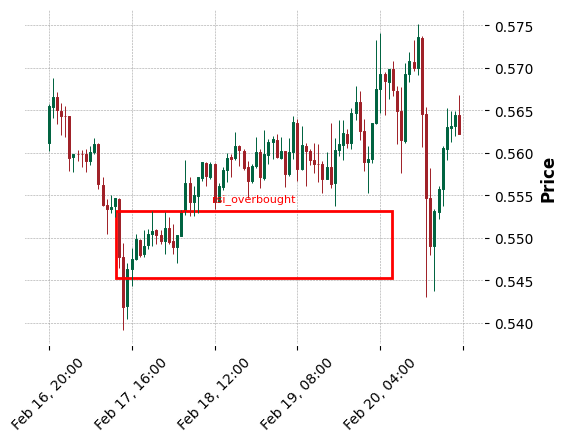 0.575
0.570
0.565
0.560
0.555
0.550
0.545
0.540
Price
rsi_overbought
Feb 16, 20:00
Feb 17, 16:00
Feb 18, 12:00
Feb 19, 08:00
Feb 20, 04:00